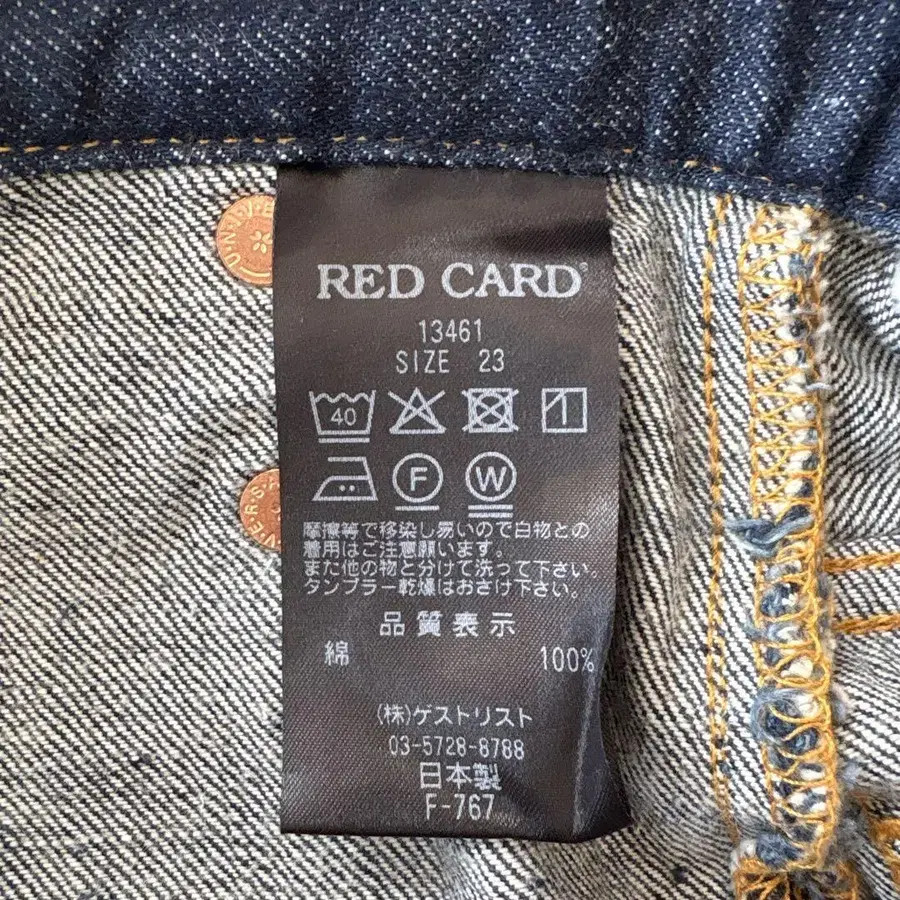 UNIVE
RED CARD®
13461
SIZE 23
40
F
W
摩擦等で移染し易いので白物との
着用はご注意願います。
また他の物と分けて洗って下さい。
タンブラー乾燥はおさけ下さい。
品質表示
綿 100%
(株)ゲストリスト
03-5728-8788
日本製
F-767